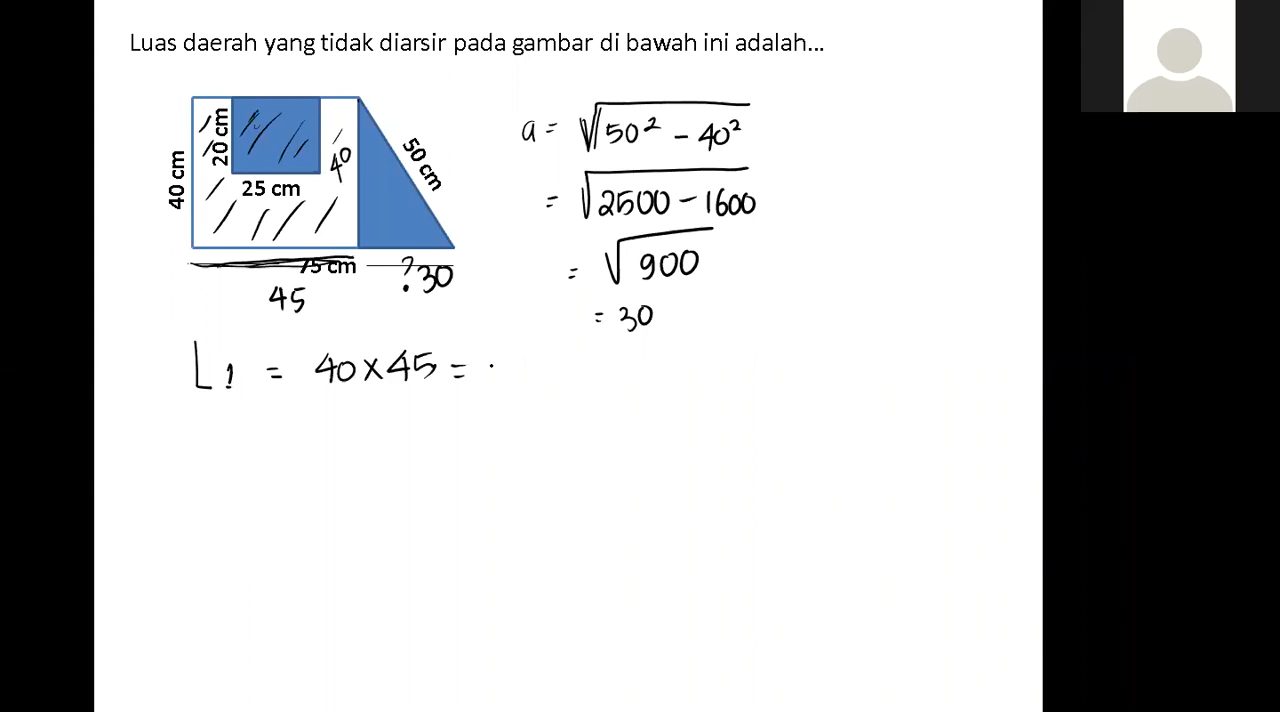 Luas daerah yang tidak diarsir pada gambar di bawah ini adalah...
40 cm
20 cm
25 cm
40
50 cm
75 cm
?30
45
a = √50² - 40²
= √2500 - 1600
= √900
= 30
L₁ = 40 x 45 = .